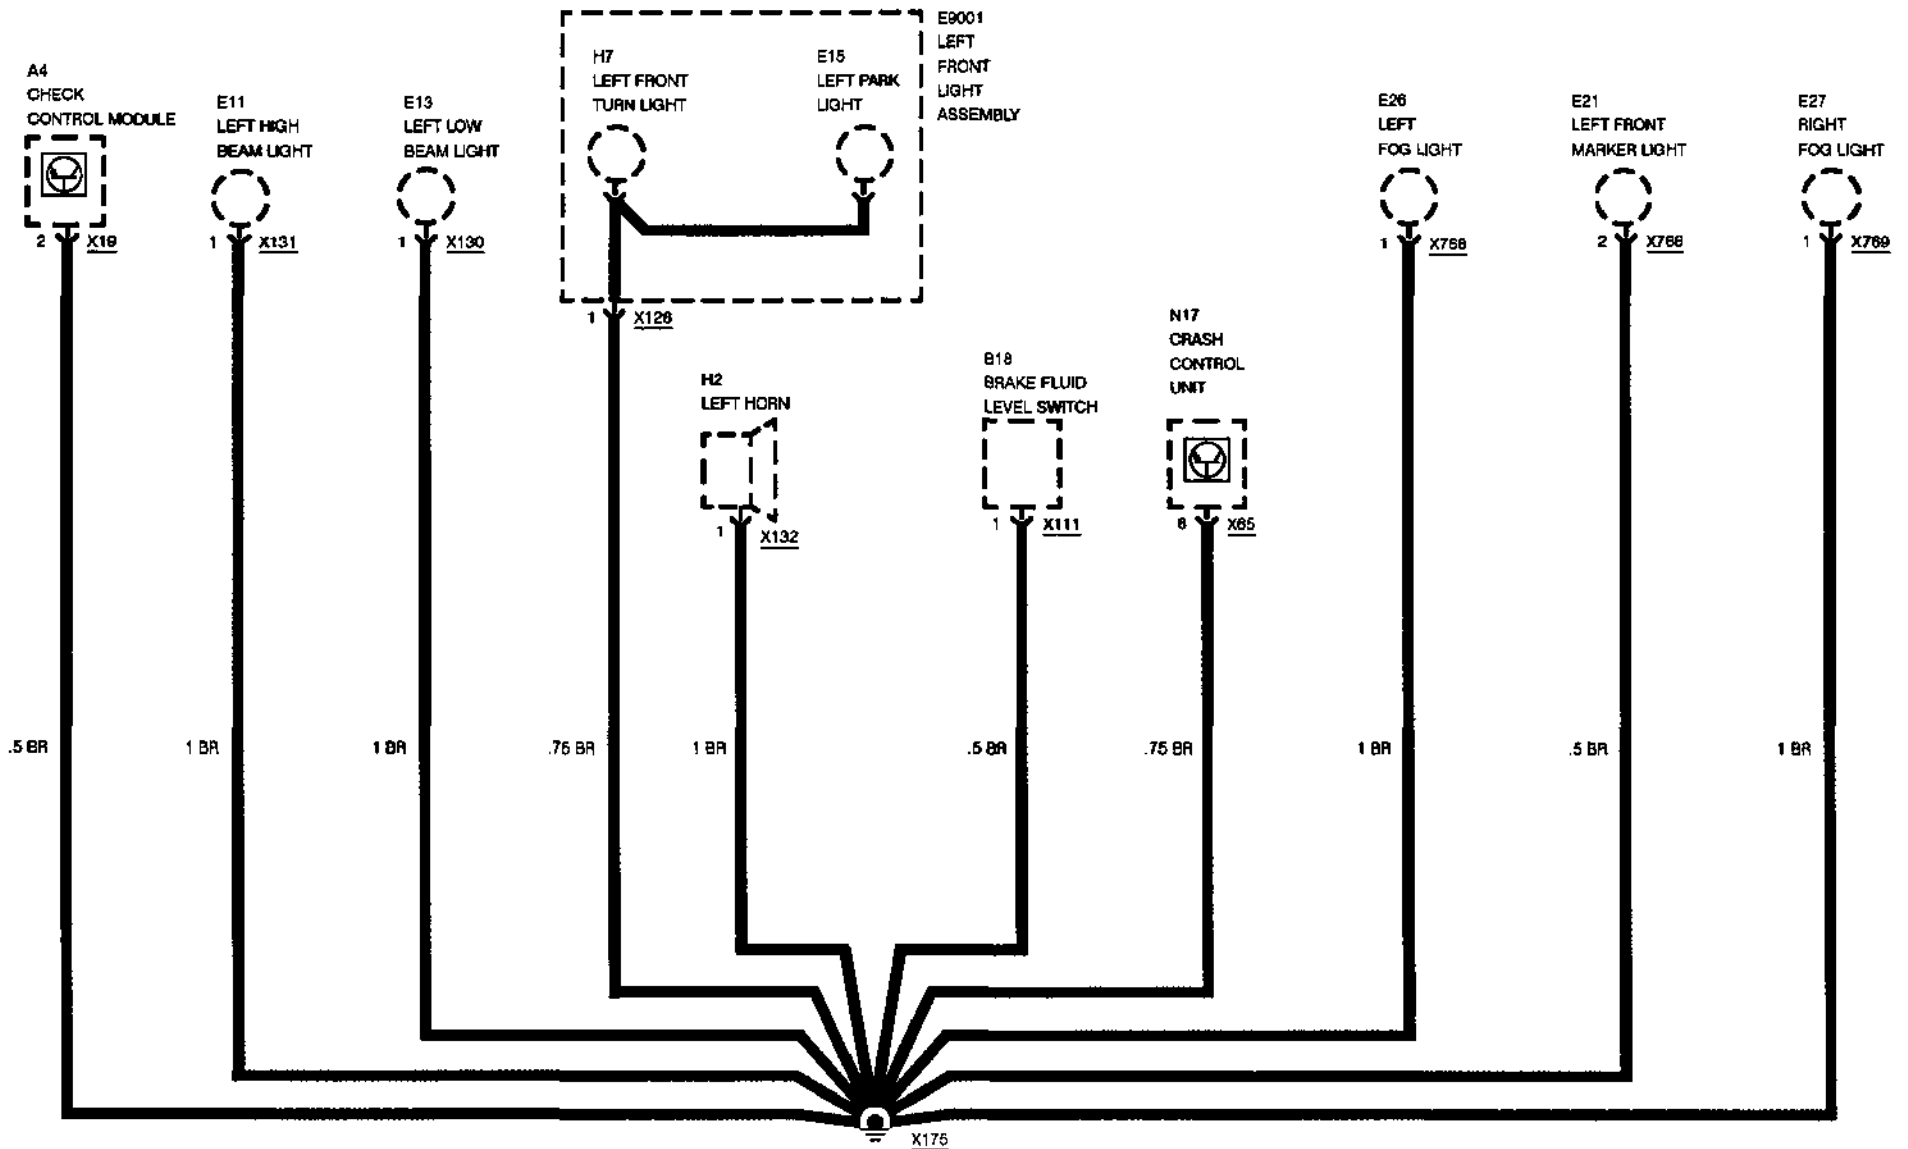 A4
CHECK
CONTROL MODULE
2 X19
E11
LEFT HIGH
BEAM LIGHT
1 X131
E13
LEFT LOW
BEAM LIGHT
1 X130
H7
LEFT FRONT
TURN LIGHT
E15
LEFT PARK
LIGHT
E9001
LEFT
FRONT
LIGHT
ASSEMBLY
1 X126
H2
LEFT HORN
1 X132
B18
BRAKE FLUID
LEVEL SWITCH
1 X111
N17
CRASH
CONTROL
UNIT
6 X65
E26
LEFT
FOG LIGHT
1 X768
E21
LEFT FRONT
MARKER LIGHT
2 X766
E27
RIGHT
FOG LIGHT
1 X769
.5 BR
1 BR
1 BR
.75 BR
1 BR
.5 BR
.75 BR
1 BR
.5 BR
1 BR
X175